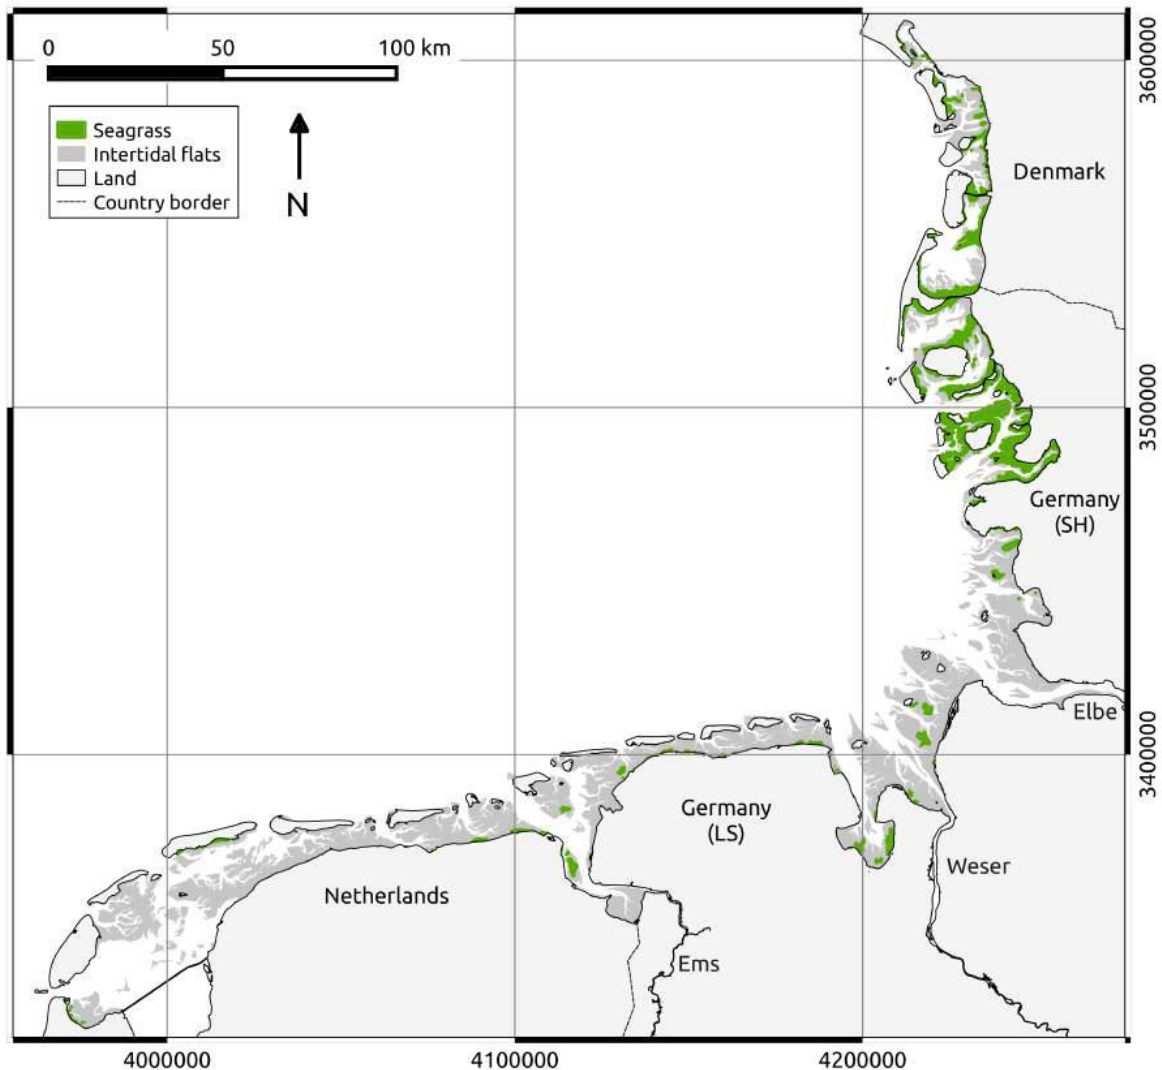 0 50 100 km
Seagrass
Intertidal flats
Land
Country border
N
Denmark
Germany
(SH)
Elbe
Germany
(LS)
Weser
Netherlands
Ems
3600000
3500000
3400000
4000000 4100000 4200000